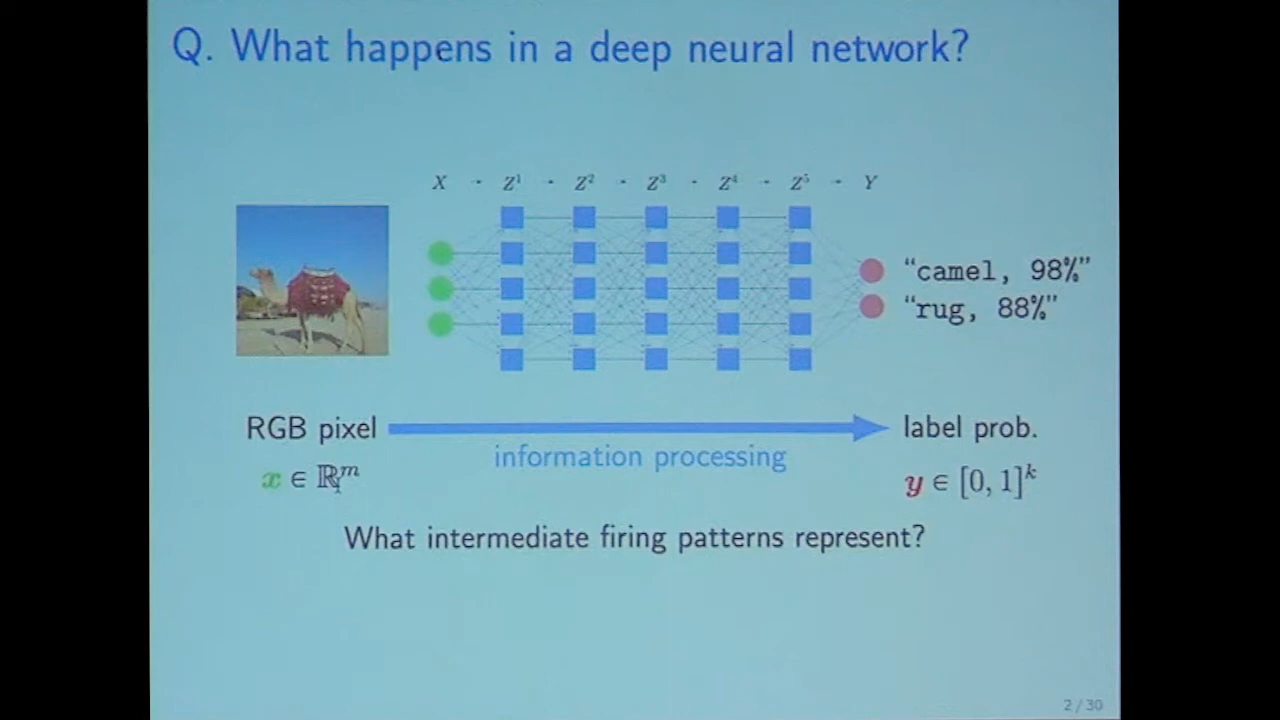 Q. What happens in a deep neural network?
X - Z¹ - Z² - Z³ - Z⁴ - Z⁵ - Y
"camel, 98%"
"rug, 88%"
RGB pixel
label prob.
information processing
x ∈ ℝᵐ
y ∈ [0, 1]ᵏ
What intermediate firing patterns represent?
2 / 30